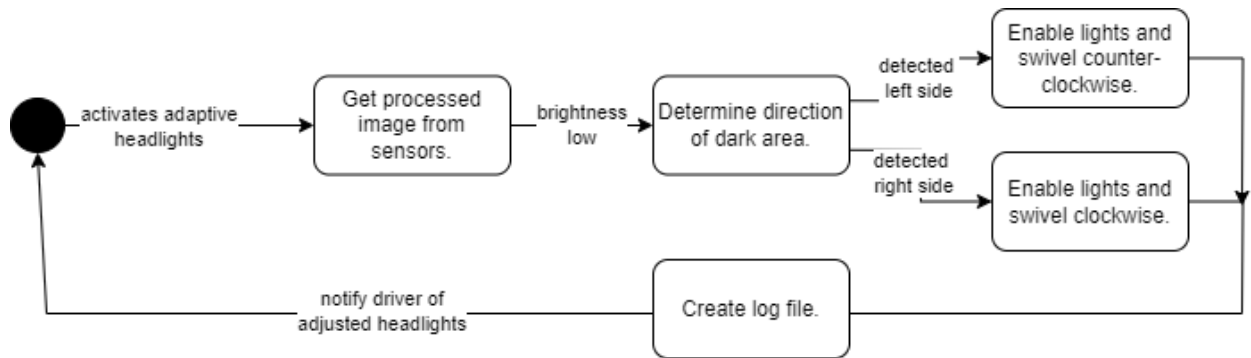 activates adaptive
headlights
Get processed
image from
sensors.
brightness
low
Determine direction
of dark area.
detected
left side
Enable lights and
swivel counter-
clockwise.
detected
right side
Enable lights and
swivel clockwise.
Create log file.
notify driver of
adjusted headlights